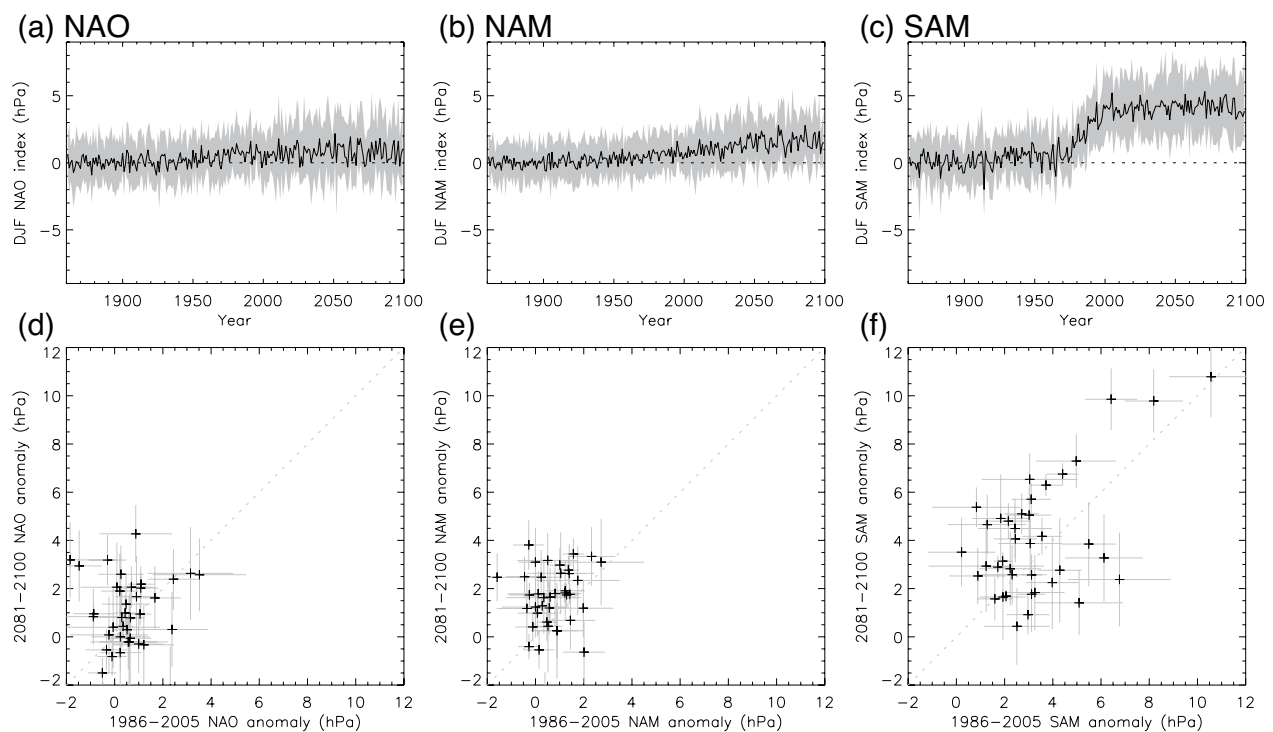 (a) NAO
(b) NAM
(c) SAM
DJF NAO index (hPa)
5
0
−5
1900 1950 2000 2050 2100
Year
DJF NAM index (hPa)
5
0
−5
1900 1950 2000 2050 2100
Year
DJF SAM index (hPa)
5
0
−5
1900 1950 2000 2050 2100
Year
(d)
(e)
(f)
2081−2100 NAO anomaly (hPa)
12
10
8
6
4
2
0
−2
−2 0 2 4 6 8 10 12
1986−2005 NAO anomaly (hPa)
2081−2100 NAM anomaly (hPa)
12
10
8
6
4
2
0
−2
−2 0 2 4 6 8 10 12
1986−2005 NAM anomaly (hPa)
2081−2100 SAM anomaly (hPa)
12
10
8
6
4
2
0
−2
−2 0 2 4 6 8 10 12
1986−2005 SAM anomaly (hPa)